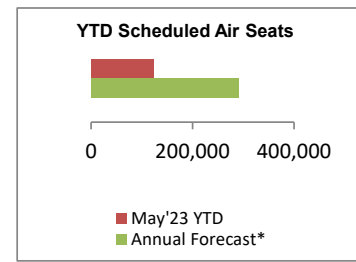 YTD Scheduled Air Seats
0 200,000 400,000
May'23 YTD
Annual Forecast*